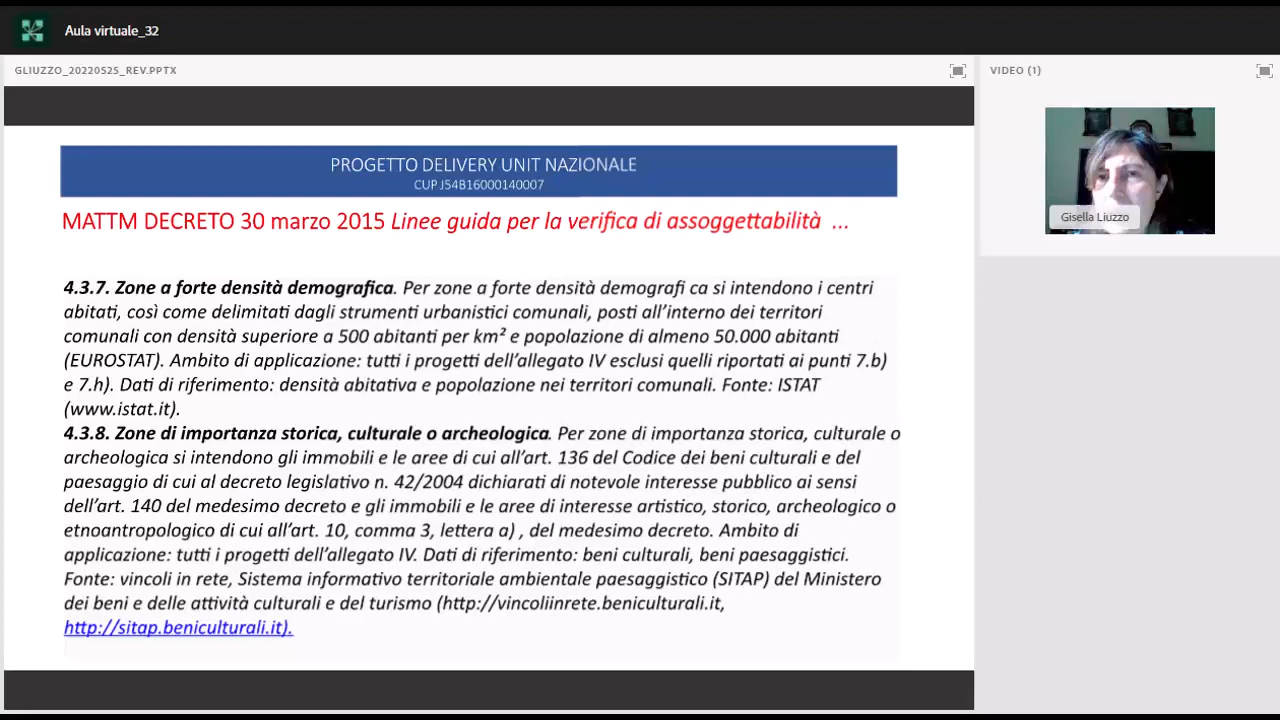 Aula virtuale_32
GLIUZZO_20220525_REV.PPTX
VIDEO (1)
PROGETTO DELIVERY UNIT NAZIONALE
CUP J54B16000140007
MATTM DECRETO 30 marzo 2015 Linee guida per la verifica di assoggettabilità ...
4.3.7. Zone a forte densità demografica. Per zone a forte densità demografi ca si intendono i centri
abitati, così come delimitati dagli strumenti urbanistici comunali, posti all'interno dei territori
comunali con densità superiore a 500 abitanti per km² e popolazione di almeno 50.000 abitanti
(EUROSTAT). Ambito di applicazione: tutti i progetti dell'allegato IV esclusi quelli riportati ai punti 7.b)
e 7.h). Dati di riferimento: densità abitativa e popolazione nei territori comunali. Fonte: ISTAT
(www.istat.it).
4.3.8. Zone di importanza storica, culturale o archeologica. Per zone di importanza storica, culturale o
archeologica si intendono gli immobili e le aree di cui all'art. 136 del Codice dei beni culturali e del
paesaggio di cui al decreto legislativo n. 42/2004 dichiarati di notevole interesse pubblico ai sensi
dell'art. 140 del medesimo decreto e gli immobili e le aree di interesse artistico, storico, archeologico o
etnoantropologico di cui all'art. 10, comma 3, lettera a) , del medesimo decreto. Ambito di
applicazione: tutti i progetti dell'allegato IV. Dati di riferimento: beni culturali, beni paesaggistici.
Fonte: vincoli in rete, Sistema informativo territoriale ambientale paesaggistico (SITAP) del Ministero
dei beni e delle attività culturali e del turismo (http://vincoliinrete.beniculturali.it,
http://sitap.beniculturali.it).
Gisella Liuzzo